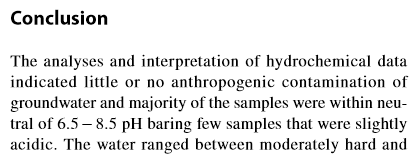 Conclusion
The analyses and interpretation of hydrochemical data
indicated little or no anthropogenic contamination of
groundwater and majority of the samples were within neu-
tral of 6.5 – 8.5 pH baring few samples that were slightly
acidic. The water ranged between moderately hard and